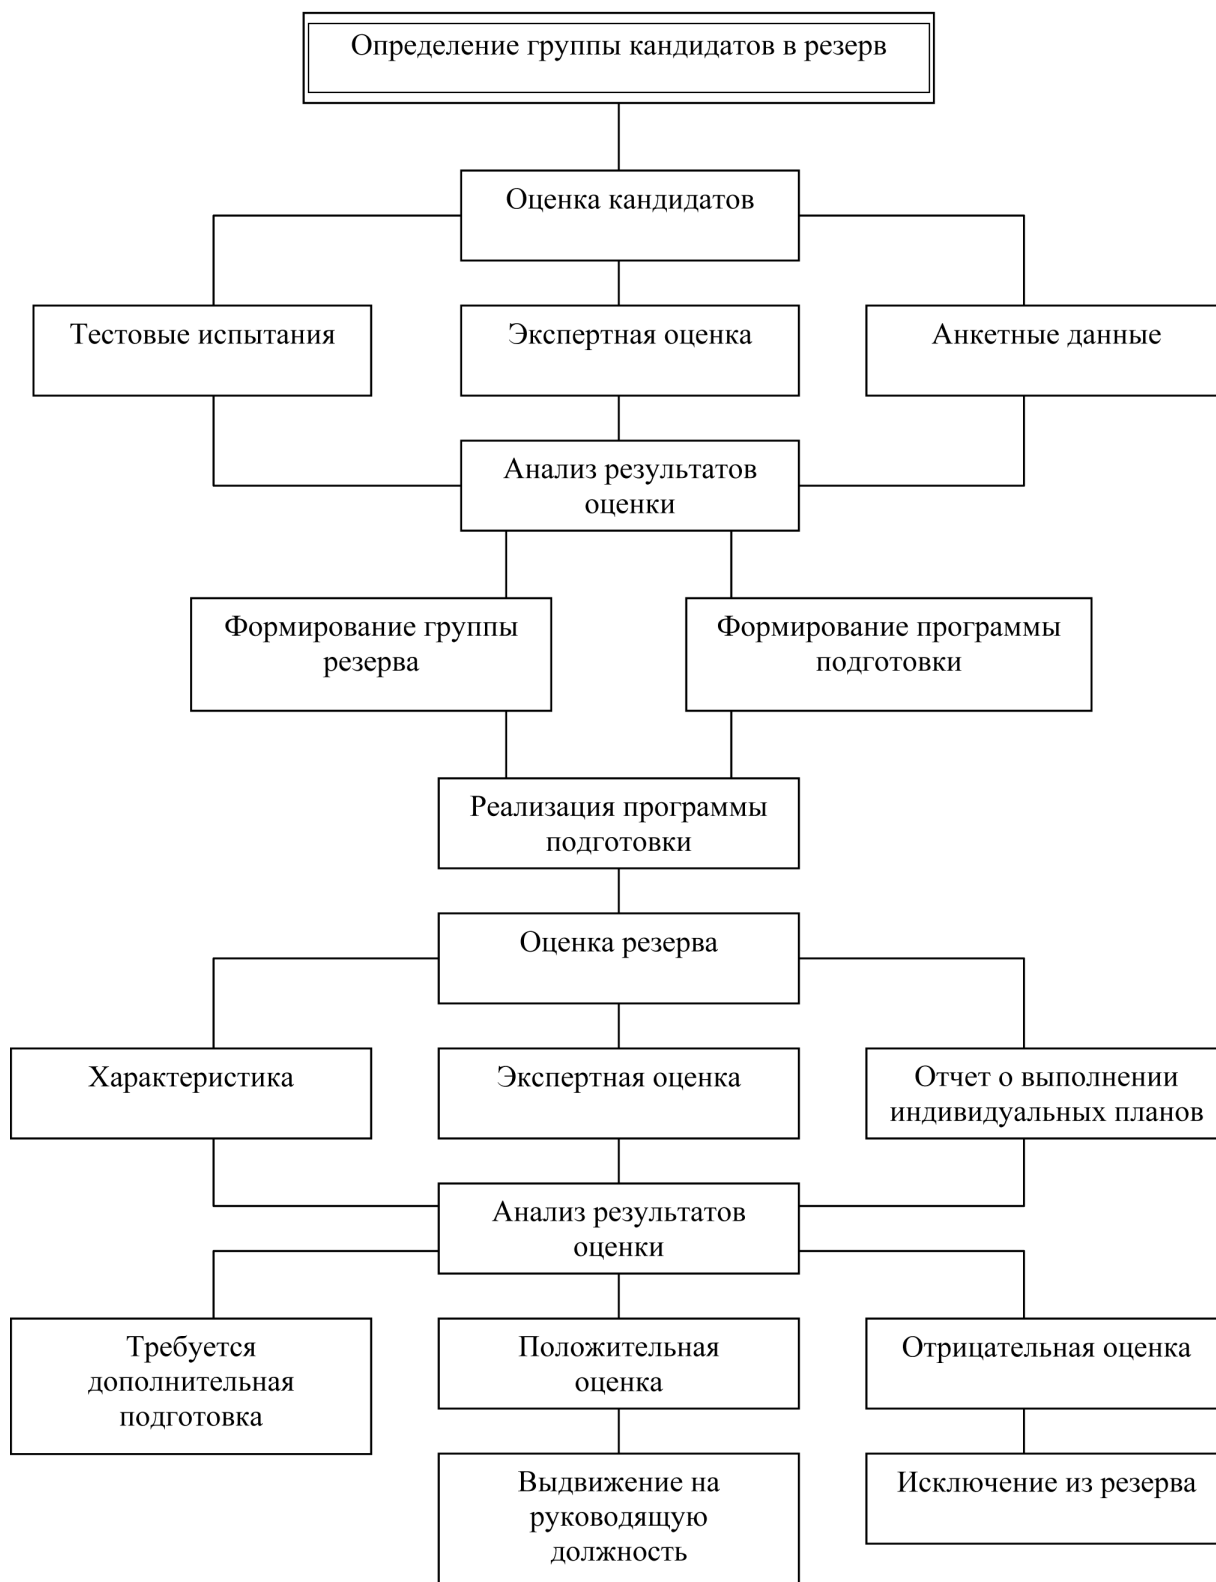 Определение группы кандидатов в резерв
Оценка кандидатов
Тестовые испытания
Экспертная оценка
Анкетные данные
Анализ результатов
оценки
Формирование группы
резерва
Формирование программы
подготовки
Реализация программы
подготовки
Оценка резерва
Характеристика
Экспертная оценка
Отчет о выполнении
индивидуальных планов
Анализ результатов
оценки
Требуется
дополнительная
подготовка
Положительная
оценка
Отрицательная оценка
Выдвижение на
руководящую
должность
Исключение из резерва